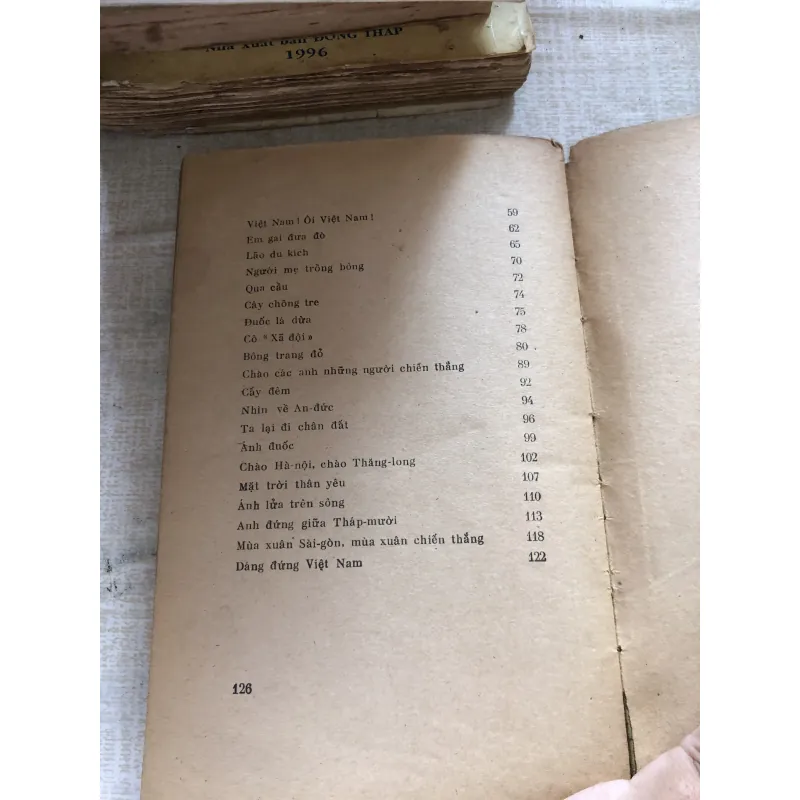 Nhà xuất bản ĐỒNG THÁP
1996
Việt Nam! Ôi Việt Nam! 59
Em gái đưa đò 62
Lão du kích 65
Người mẹ trồng bông 70
Qua cầu 72
Cây chông tre 74
Đuốc lá dừa 75
Cô « Xã đội » 78
Bông trang đỏ 80
Chào các anh những người chiến thắng 89
Cấy đêm 92
Nhìn về An-đức 94
Ta lại đi chân đất 96
Ánh đuốc 99
Chào Hà-nội, chào Thăng-long 102
Mặt trời thân yêu 107
Ánh lửa trên sông 110
Anh đứng giữa Tháp-mười 113
Mùa xuân Sài-gòn, mùa xuân chiến thắng 118
Dáng đứng Việt Nam 122
126